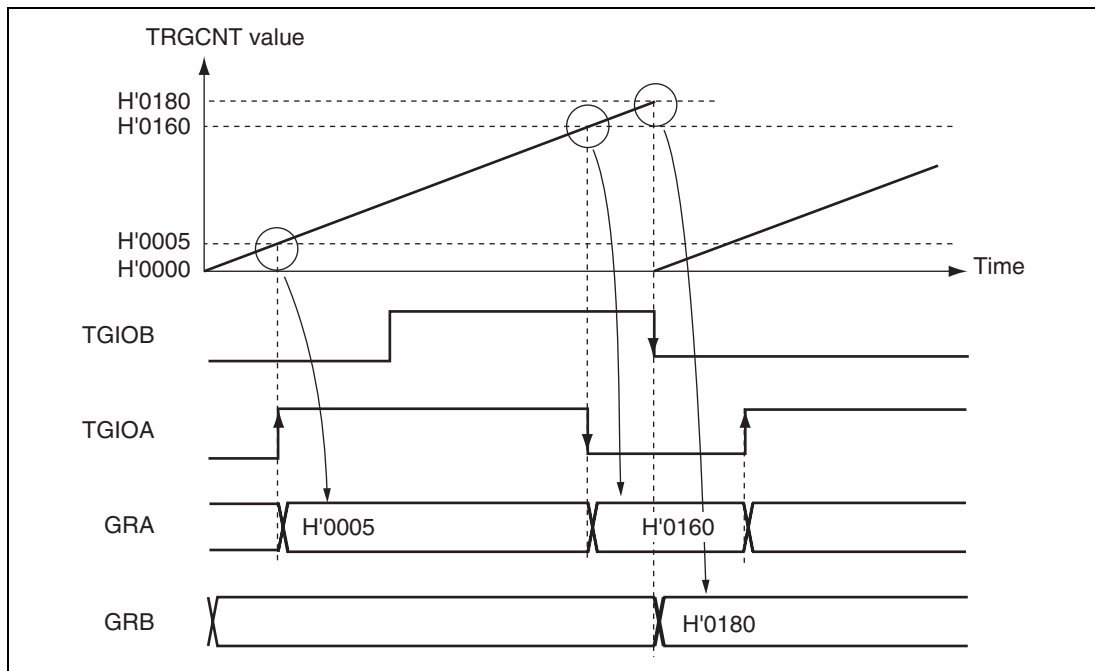 TRGCNT value
H'0180
H'0160
H'0005
H'0000
Time
TGIOB
TGIOA
GRA
H'0005
H'0160
GRB
H'0180